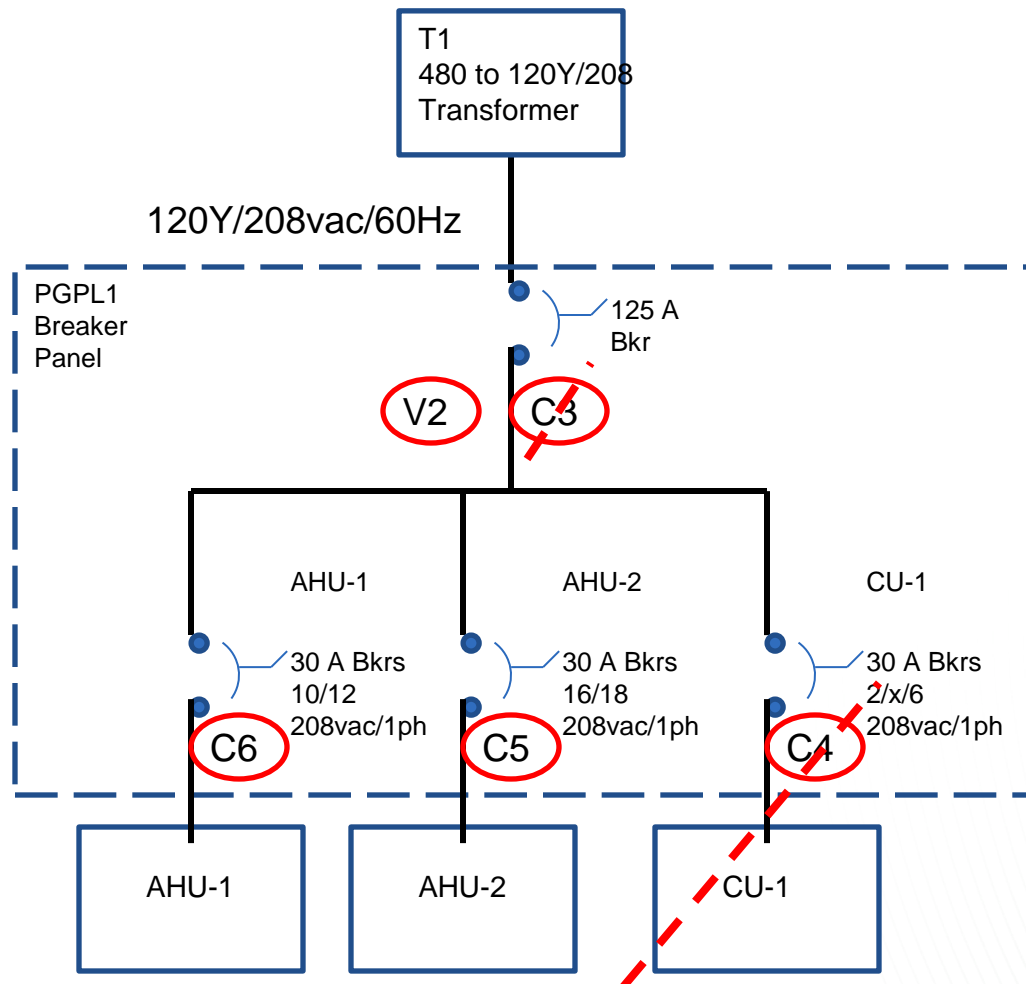 T1
480 to 120Y/208
Transformer
120Y/208vac/60Hz
PGPL1
Breaker
Panel
125 A
Bkr
V2
C3
AHU-1
AHU-2
CU-1
30 A Bkrs
10/12
208vac/1ph
30 A Bkrs
16/18
208vac/1ph
30 A Bkrs
2/x/6
208vac/1ph
C6
C5
C4
AHU-1
AHU-2
CU-1